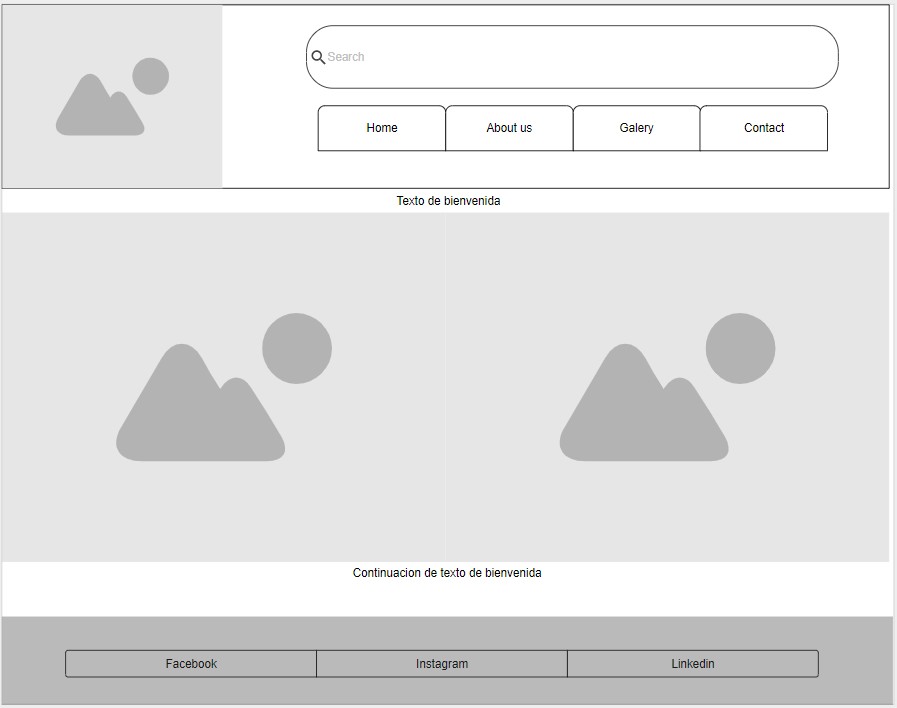 Search
Home About us Galery Contact
Texto de bienvenida
Continuacion de texto de bienvenida
Facebook Instagram Linkedin